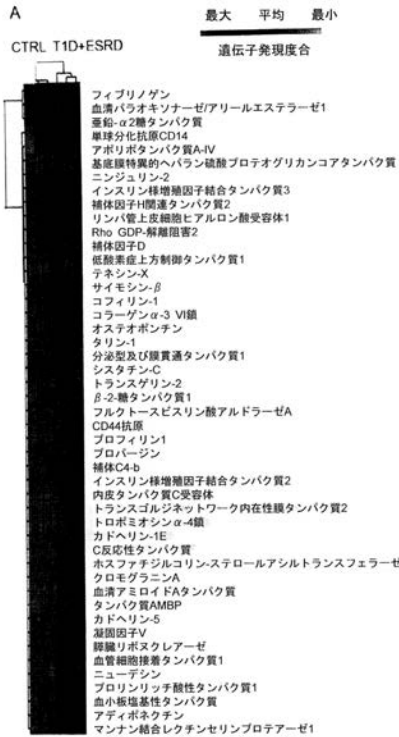 A
最大 平均 最小
遺伝子発現度合
CTRL T1D+ESRD
フィブリノゲン
血清パラオキソナーゼ/アリールエステラーゼ1
亜鉛-α2糖タンパク質
単球分化抗原CD14
アポリポタンパク質A-IV
基底膜特異的ヘパラン硫酸プロテオグリカンコアタンパク質
ニンジュリン-2
インスリン様増殖因子結合タンパク質3
補体因子H関連タンパク質2
リンパ管上皮細胞ヒアルロン酸受容体1
Rho GDP-解離阻害2
補体因子D
低酸素症上方制御タンパク質1
テネシン-X
サイモシン-β
コフィリン-1
コラーゲンα-3 VI鎖
オステオポンチン
タリン-1
分泌型及び膜貫通タンパク質1
シスタチン-C
トランスゲリン-2
β-2-糖タンパク質1
フルクトースビスリン酸アルドラーゼA
CD44抗原
プロフィリン1
プロパージン
補体C4-b
インスリン様増殖因子結合タンパク質2
内皮タンパク質C受容体
トランスゴルジネットワーク内在性膜タンパク質2
トロポミオシンα-4鎖
カドヘリン-1E
C反応性タンパク質
ホスファチジルコリン-ステロールアシルトランスフェラーゼ
クロモグラニンA
血清アミロイドAタンパク質
タンパク質AMBP
カドヘリン-5
凝固因子V
膵臓リボヌクレアーゼ
血管細胞接着タンパク質1
ニューデシン
プロリンリッチ酸性タンパク質1
血小板塩基性タンパク質
アディポネクチン
マンナン結合レクチンセリンプロテアーゼ1